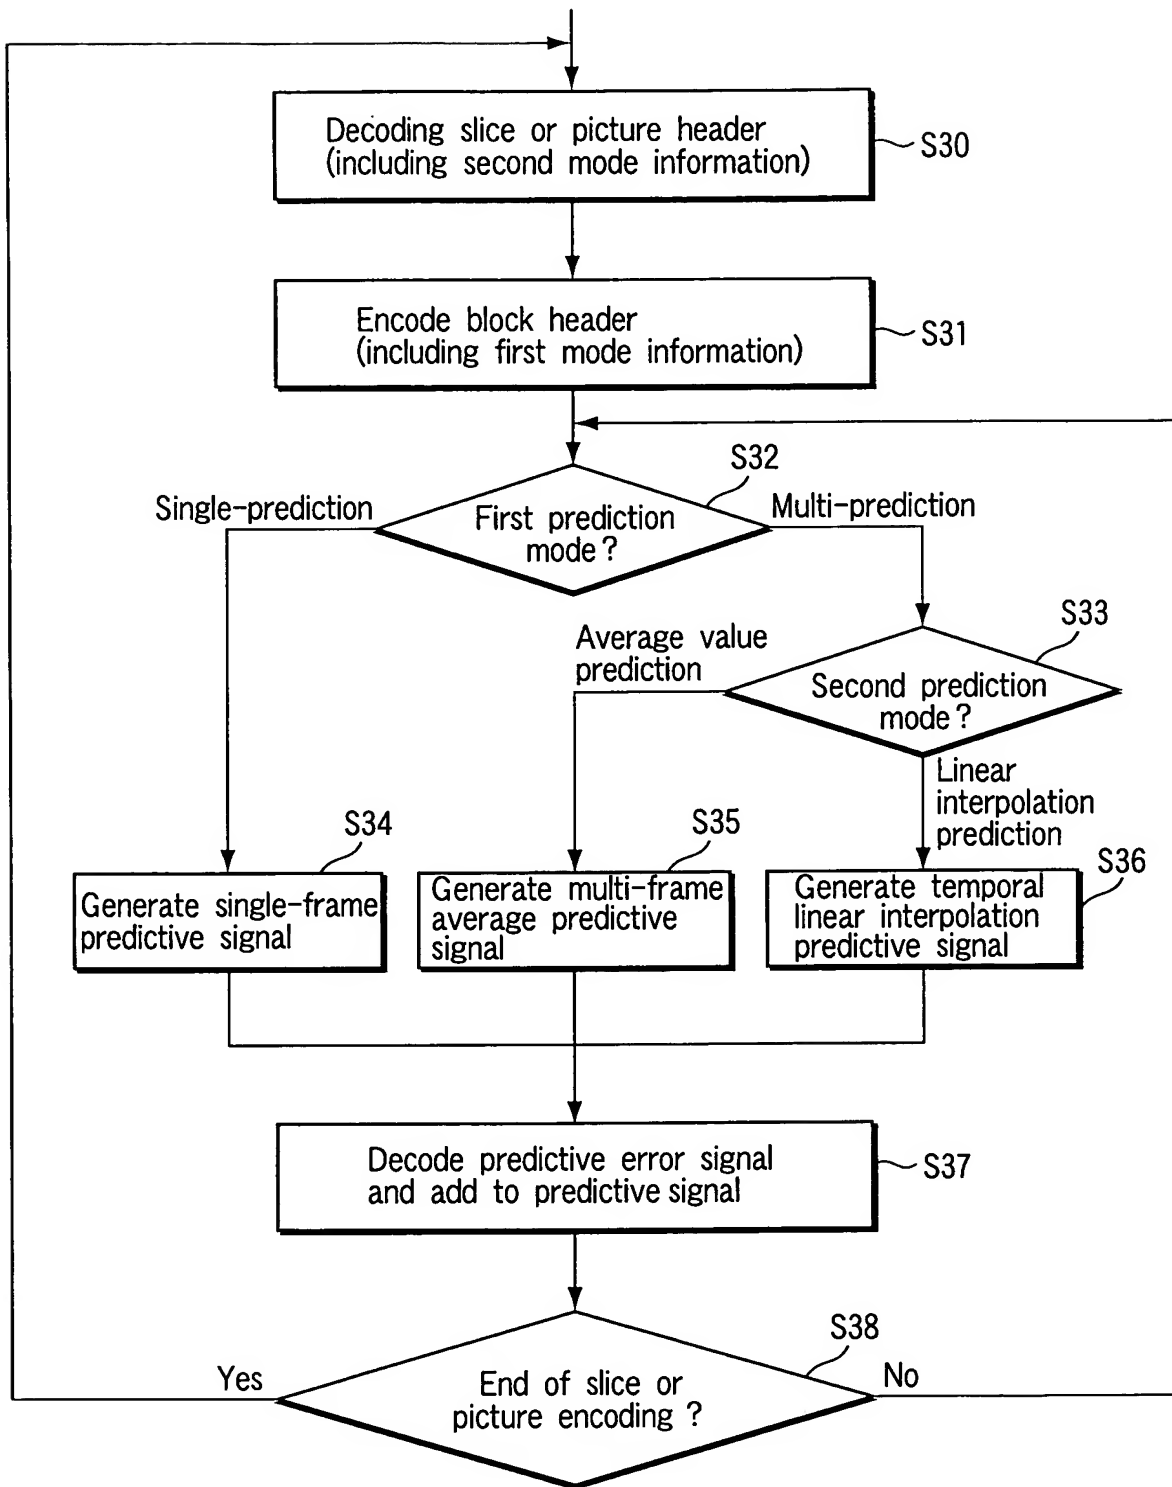 Decoding slice or picture header
(including second mode information)
S30
Encode block header
(including first mode information)
S31
S32
Single-prediction
First prediction
mode?
Multi-prediction
S33
Average value
prediction
Second prediction
mode?
Linear
interpolation
prediction
S34
S35
S36
Generate single-frame
predictive signal
Generate multi-frame
average predictive
signal
Generate temporal
linear interpolation
predictive signal
Decode predictive error signal
and add to predictive signal
S37
S38
Yes
End of slice or
picture encoding ?
No